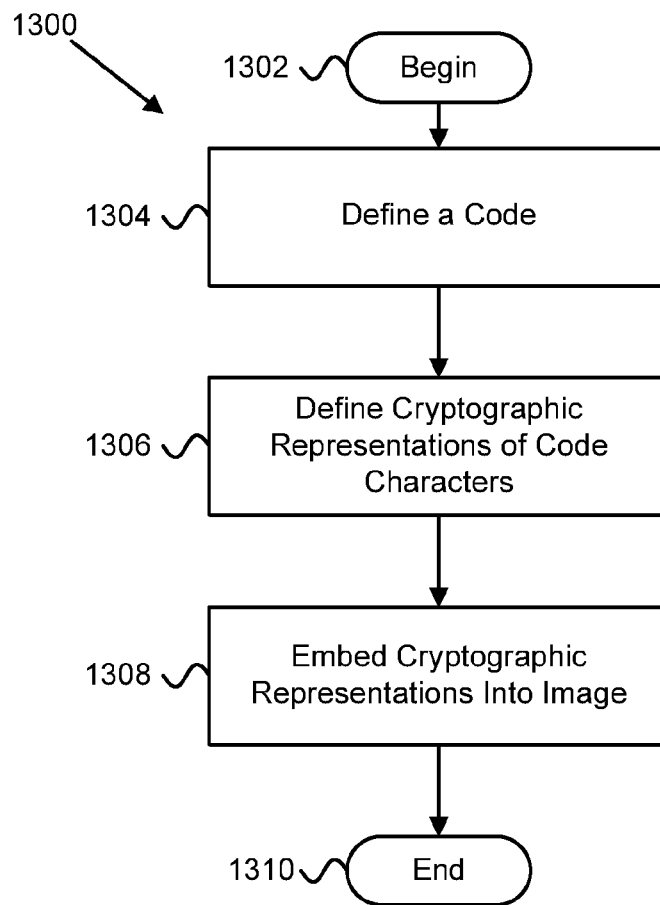 1300
1302
Begin
1304
Define a Code
1306
Define Cryptographic
Representations of Code
Characters
1308
Embed Cryptographic
Representations Into Image
1310
End